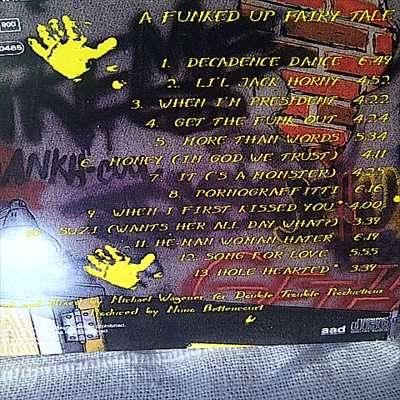 900
0485
A FUNKED UP FAIRY TALE
1. DECADENCE DANCE 6:49
2. LI'L JACK HORNY 4:52
3. WHEN I'M PRESIDENT 4:22
4. GET THE FUNK OUT 4:24
5. MORE THAN WORDS 5:34
6. MONEY (IN GOD WE TRUST) 4:11
7. IT ('S A MONSTER) 4:25
8. PORNOGRAFFITTI 6:16
9. WHEN I FIRST KISSED YOU* 4:00
SUZI (WANTS HER ALL DAY WHAT?) 3:39
11. HE MAN WOMAN HATER 6:19
12. SONG FOR LOVE 5:55
13. HOLE HEARTED* 3:39
Michael Wagener for Double Trouble Productions
Produced by Nuno Bettencourt
aad